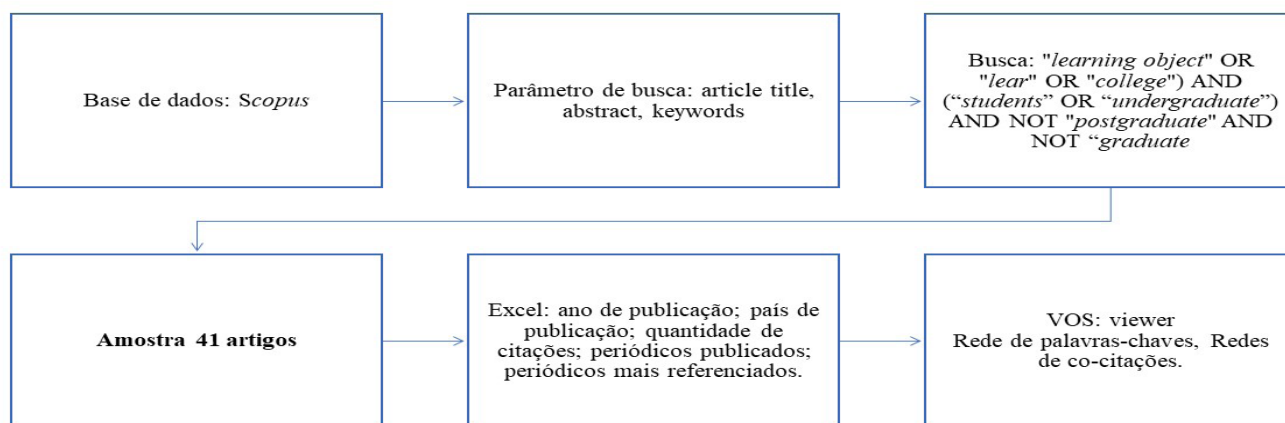 Base de dados: Scopus
Parâmetro de busca: article title,
abstract, keywords
Busca: "learning object" OR
"lear" OR "college") AND
(“students” OR “undergraduate”)
AND NOT "postgraduate" AND
NOT “graduate
Amostra 41 artigos
Excel: ano de publicação; país de
publicação; quantidade de
citações; periódicos publicados;
periódicos mais referenciados.
VOS: viewer
Rede de palavras-chaves, Redes
de co-citações.